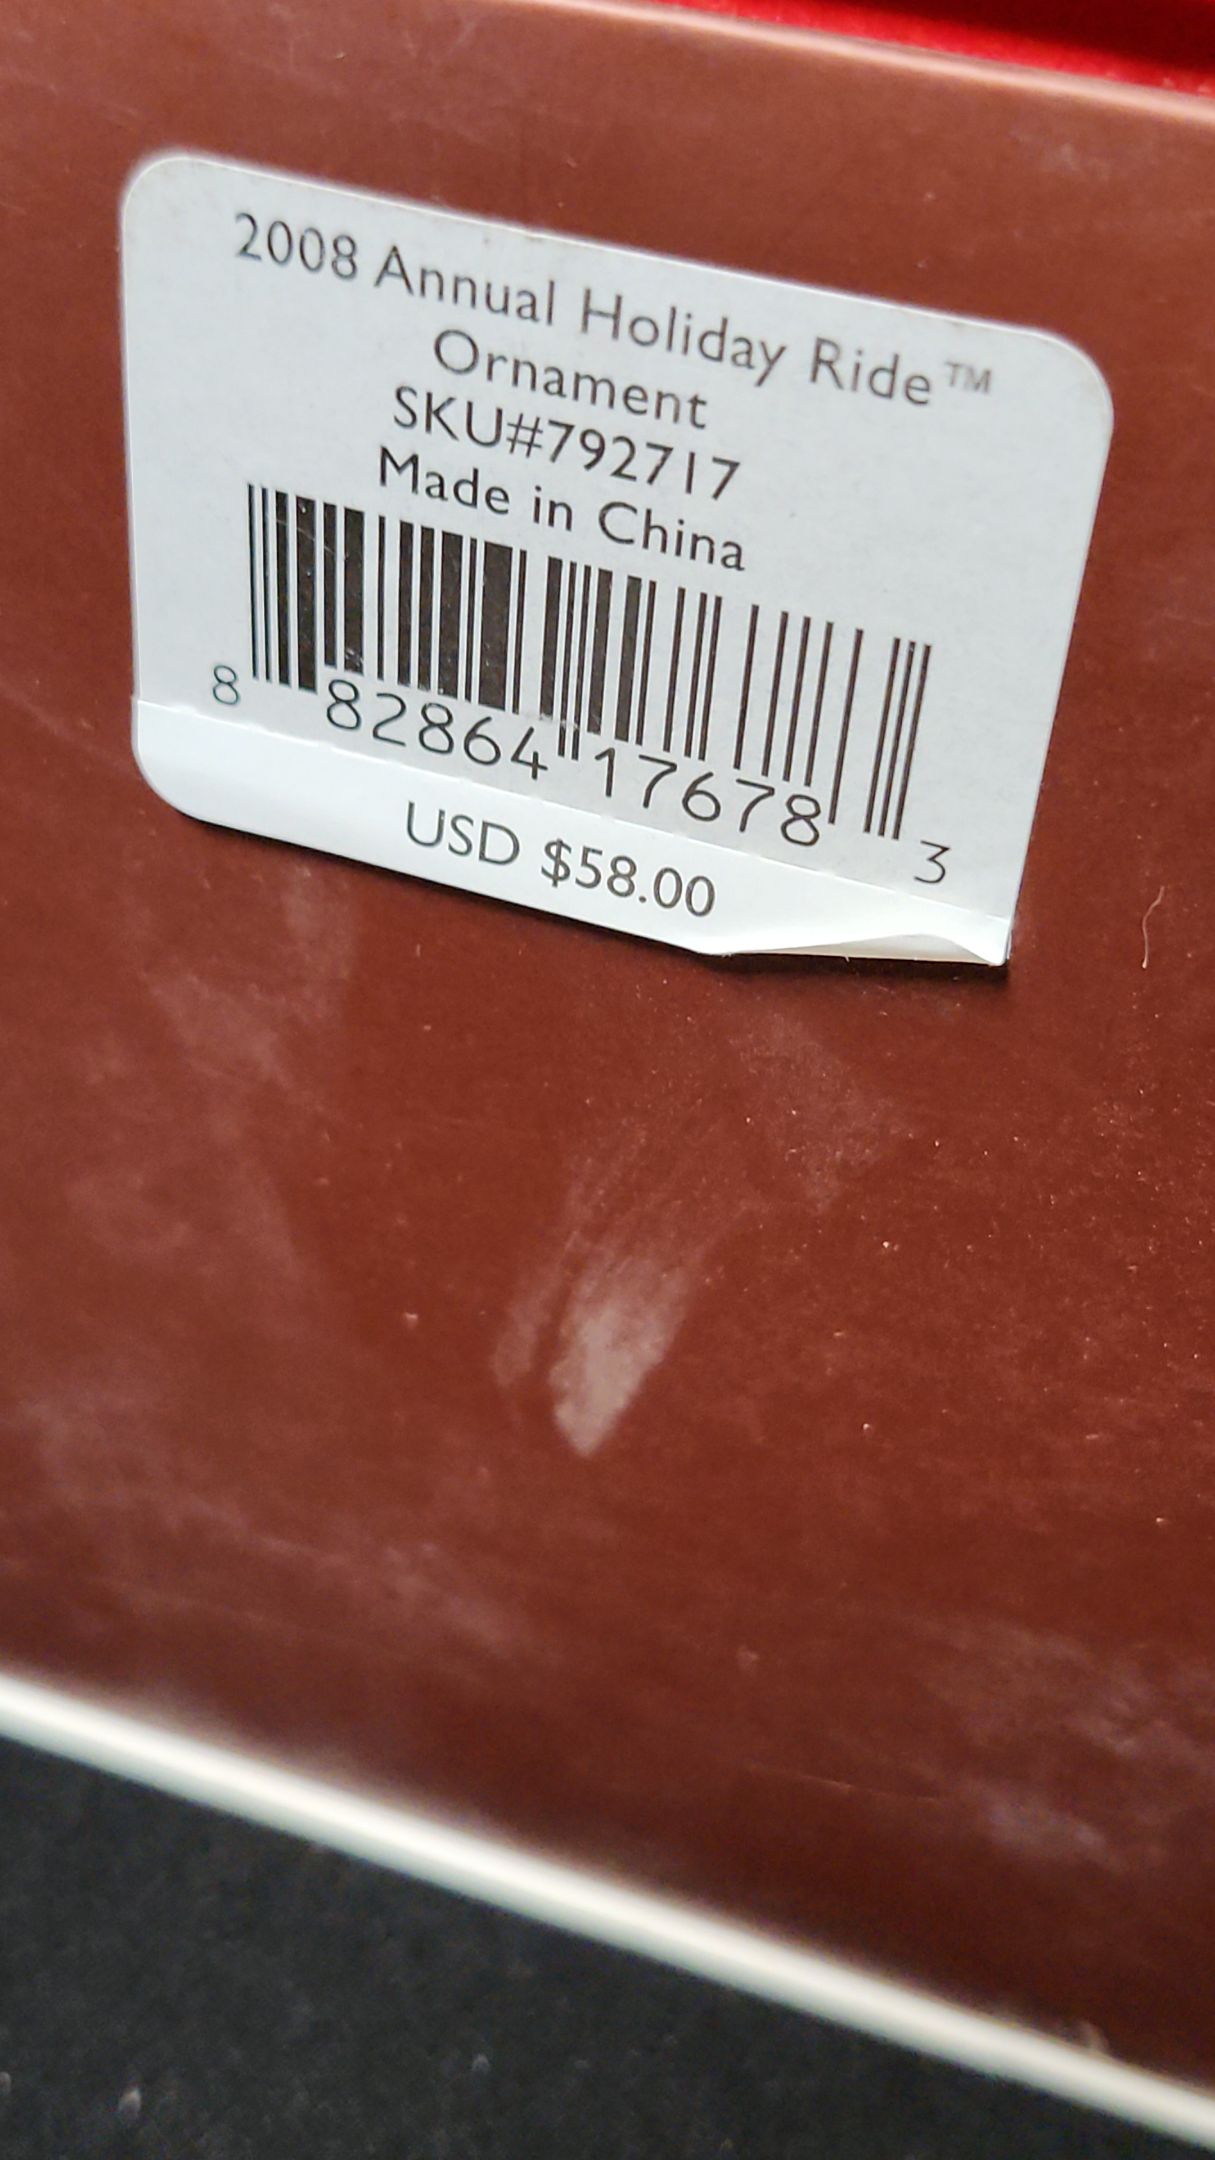 2008 Annual Holiday Ride™
Ornament
SKU#792717
Made in China
8 82864 17678 3
USD $58.00